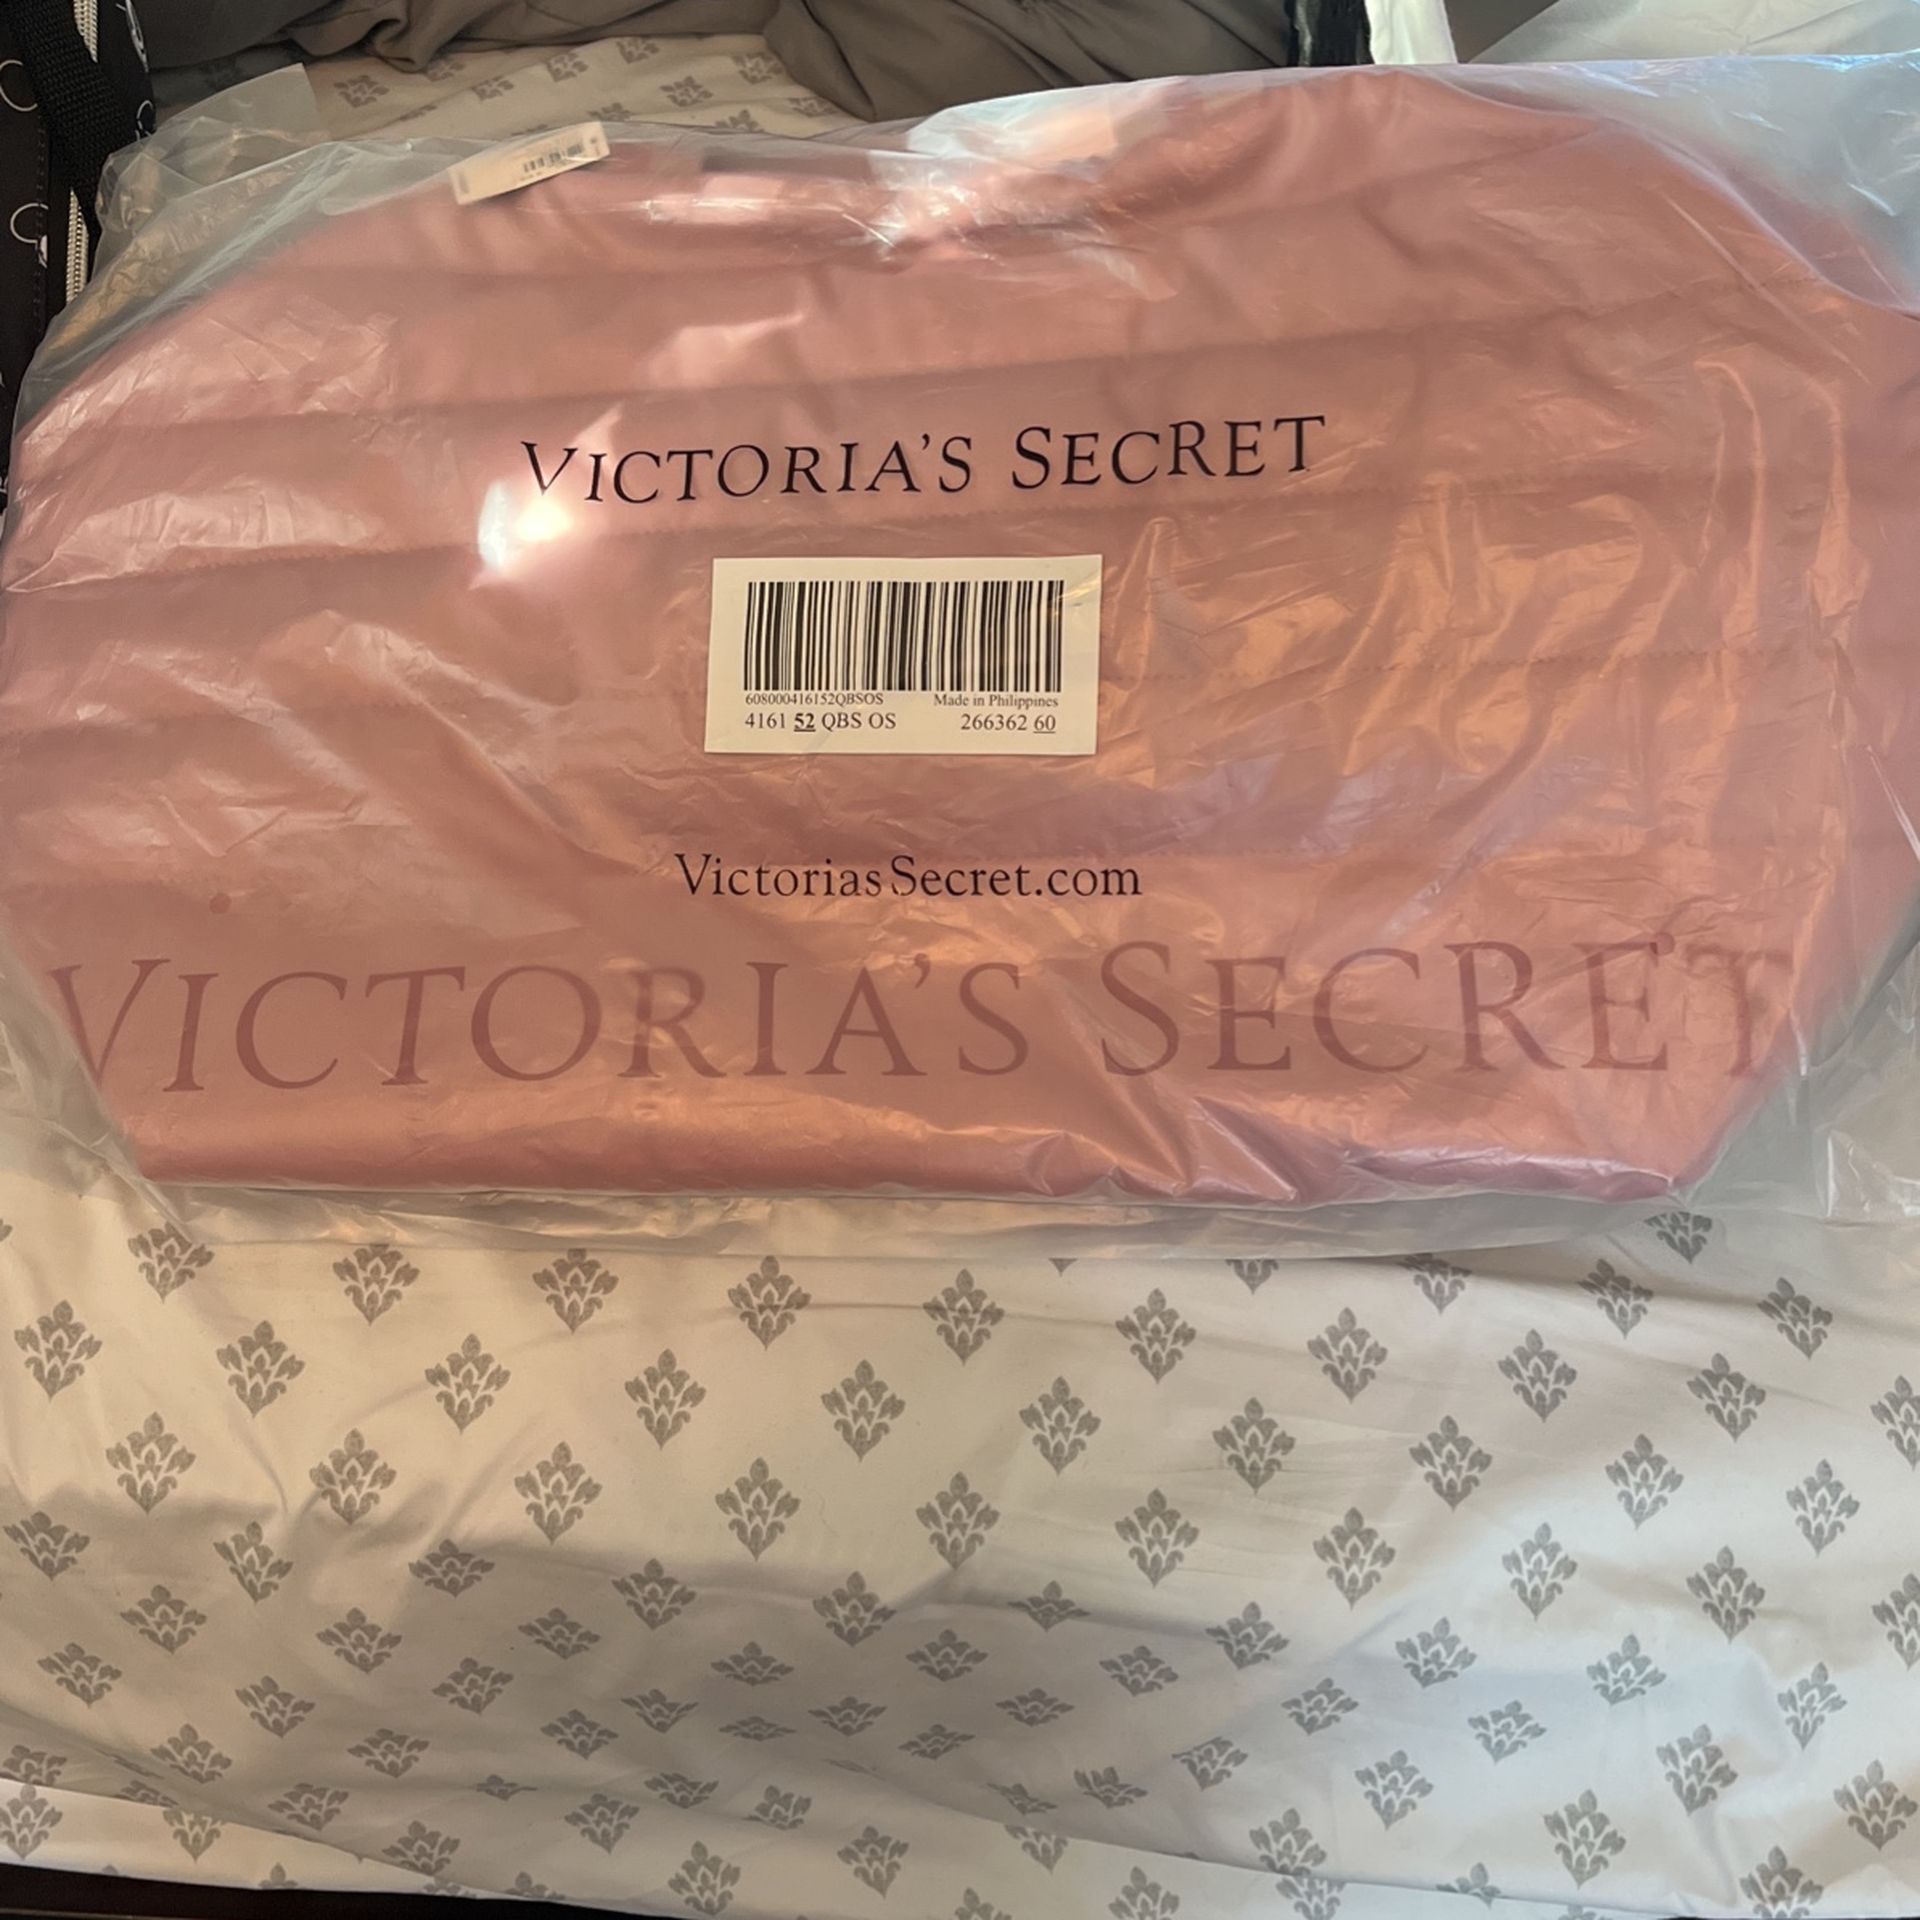 VICTORIA'S SECRET
608000416152QBSOS Made in Philippines
4161 52 QBS OS 266362 60
VictoriasSecret.com
VICTORIA'S SECRET